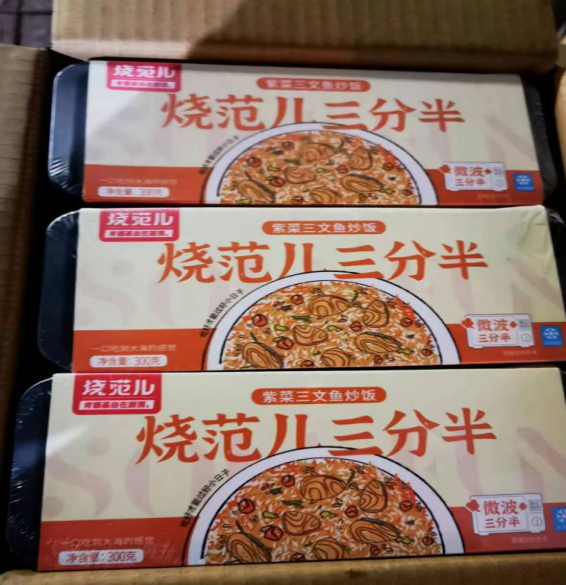 烧范儿
紫菜三文鱼炒饭
烧范儿三分半
一口吃到大海的感觉
净含量:300克
微波
三分半
烧范儿
紫菜三文鱼炒饭
烧范儿三分半
一口吃到大海的感觉
净含量:300克
微波
三分半
烧范儿
紫菜三文鱼炒饭
烧范儿三分半
一口吃到大海的感觉
净含量:300克
微波
三分半